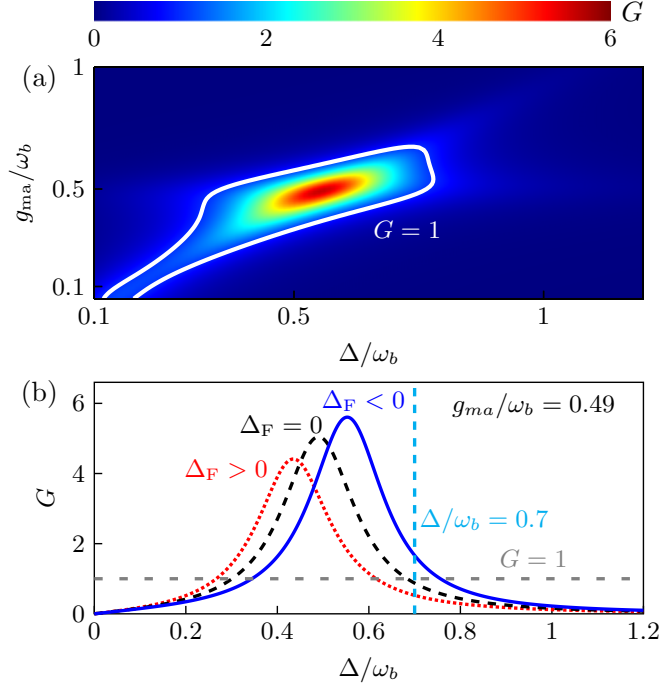 G
0 2 4 6
(a)
1
0.5
0.1
g_ma/ω_b
G = 1
0.1 0.5 1
Δ/ω_b
(b)
6
4
2
0
G
Δ_F < 0
Δ_F = 0
Δ_F > 0
g_ma/ω_b = 0.49
Δ/ω_b = 0.7
G = 1
0 0.2 0.4 0.6 0.8 1 1.2
Δ/ω_b